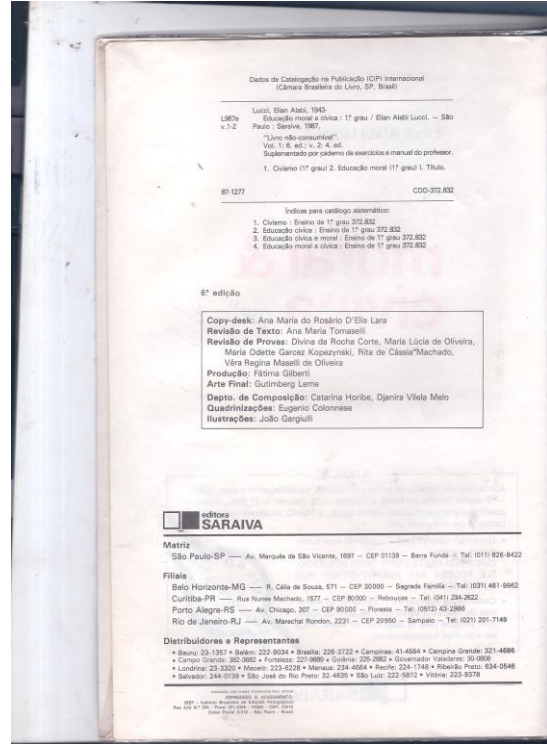 Dados de Catalogação na Publicação (CIP) Internacional
(Câmara Brasileira do Livro, SP, Brasil)
Lucci, Elian Alabi, 1943-
L967e Educação moral e cívica : 1º grau / Elian Alabi Lucci. — São
v.1-2 Paulo : Saraiva, 1987.
"Livro não-consumível".
Vol. 1: 6. ed.; v. 2: 4. ed.
Suplementado por caderno de exercícios e manual do professor.
1. Civismo (1º grau) 2. Educação moral (1º grau) I. Título.
87-1277 CDD-372.832
Índices para catálogo sistemático:
1. Civismo : Ensino de 1º grau 372.832
2. Educação cívica : Ensino de 1º grau 372.832
3. Educação cívica e moral : Ensino de 1º grau 372.832
4. Educação moral e cívica : Ensino de 1º grau 372.832
6ª edição
Copy-desk: Ana Maria do Rosário D'Elia Lara
Revisão de Texto: Ana Maria Tomaselli
Revisão de Provas: Divina da Rocha Corte, Maria Lúcia de Oliveira,
Maria Odette Garcez Kopezynski, Rita de Cássia Machado,
Véra Regina Maselli de Oliveira
Produção: Fátima Gilberti
Arte Final: Gutimberg Leme
Depto. de Composição: Catarina Horibe, Djanira Vilela Melo
Quadrinizações: Eugenio Colonnese
Ilustrações: João Gargiulli
editora
SARAIVA
Matriz
São Paulo-SP — Av. Marquês de São Vicente, 1697 — CEP 01139 — Barra Funda — Tel: (011) 826-8422
Filiais
Belo Horizonte-MG — R. Célia de Souza, 571 — CEP 30000 — Sagrada Família — Tel: (031) 461-9962
Curitiba-PR — Rua Nunes Machado, 1577 — CEP 80000 — Rebouças — Tel: (041) 234-2622
Porto Alegre-RS — Av. Chicago, 307 — CEP 90000 — Floresta — Tel: (0512) 43-2986
Rio de Janeiro-RJ — Av. Marechal Rondon, 2231 — CEP 20950 — Sampaio — Tel: (021) 201-7149
Distribuidores e Representantes
• Bauru: 23-1357 • Belém: 222-9034 • Brasília: 226-3722 • Campinas: 41-4684 • Campina Grande: 321-4686
• Campo Grande: 382-3682 • Fortaleza: 227-9889 • Goiânia: 225-2882 • Governador Valadares: 30-0806
• Londrina: 23-3320 • Maceió: 223-6228 • Manaus: 234-4664 • Recife: 224-1748 • Ribeirão Preto: 634-0546
• Salvador: 244-0139 • São José do Rio Preto: 32-4635 • São Luiz: 222-5872 • Vitória: 223-9378
IMPRESSÃO E ACABAMENTO:
IBEP - Instituto Brasileiro de Edições Pedagógicas
São Paulo - Brasil